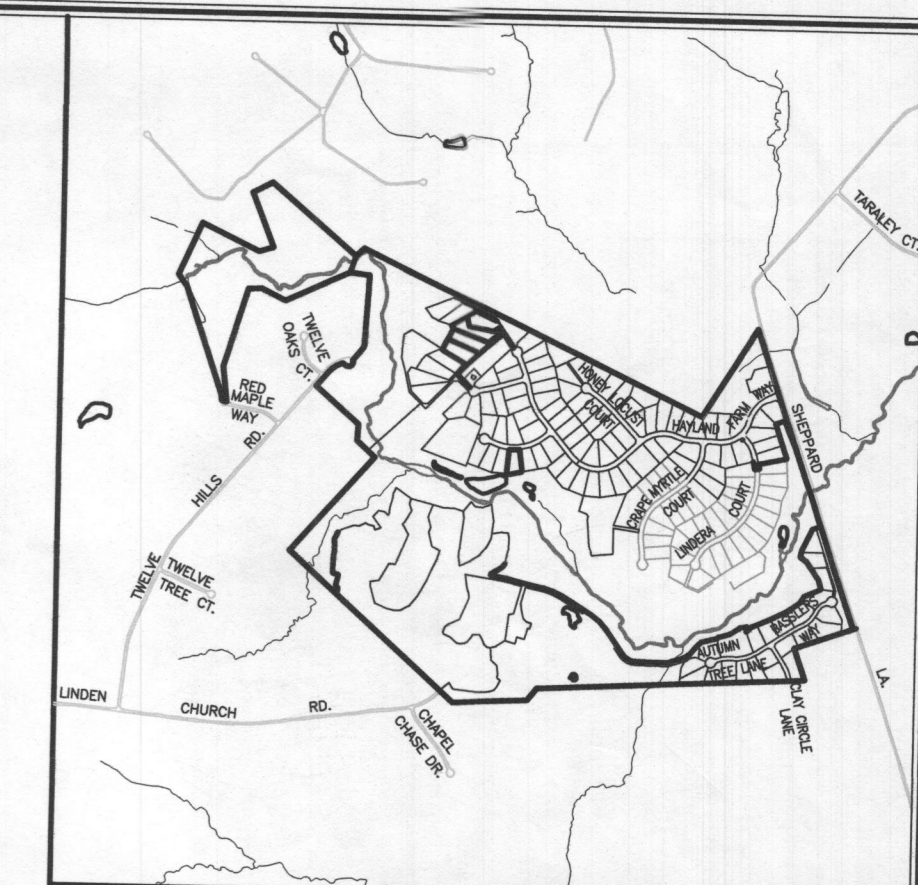 TARALEY CT.
TWELVE
OAKS CT.
RED
MAPLE
WAY
HONEY LOCUST
COURT
HAYLAND
FARM WAY
SHEPPARD
LA.
TWELVE
HILLS
RD.
CRAPE MYRTLE
COURT
LINDERA
COURT
TWELVE
TREE CT.
BASSLERS
WAY
AUTUMN
TREE LANE
CLAY CIRCLE
LANE
LINDEN
CHURCH
RD.
CHAPEL
CHASE DR.